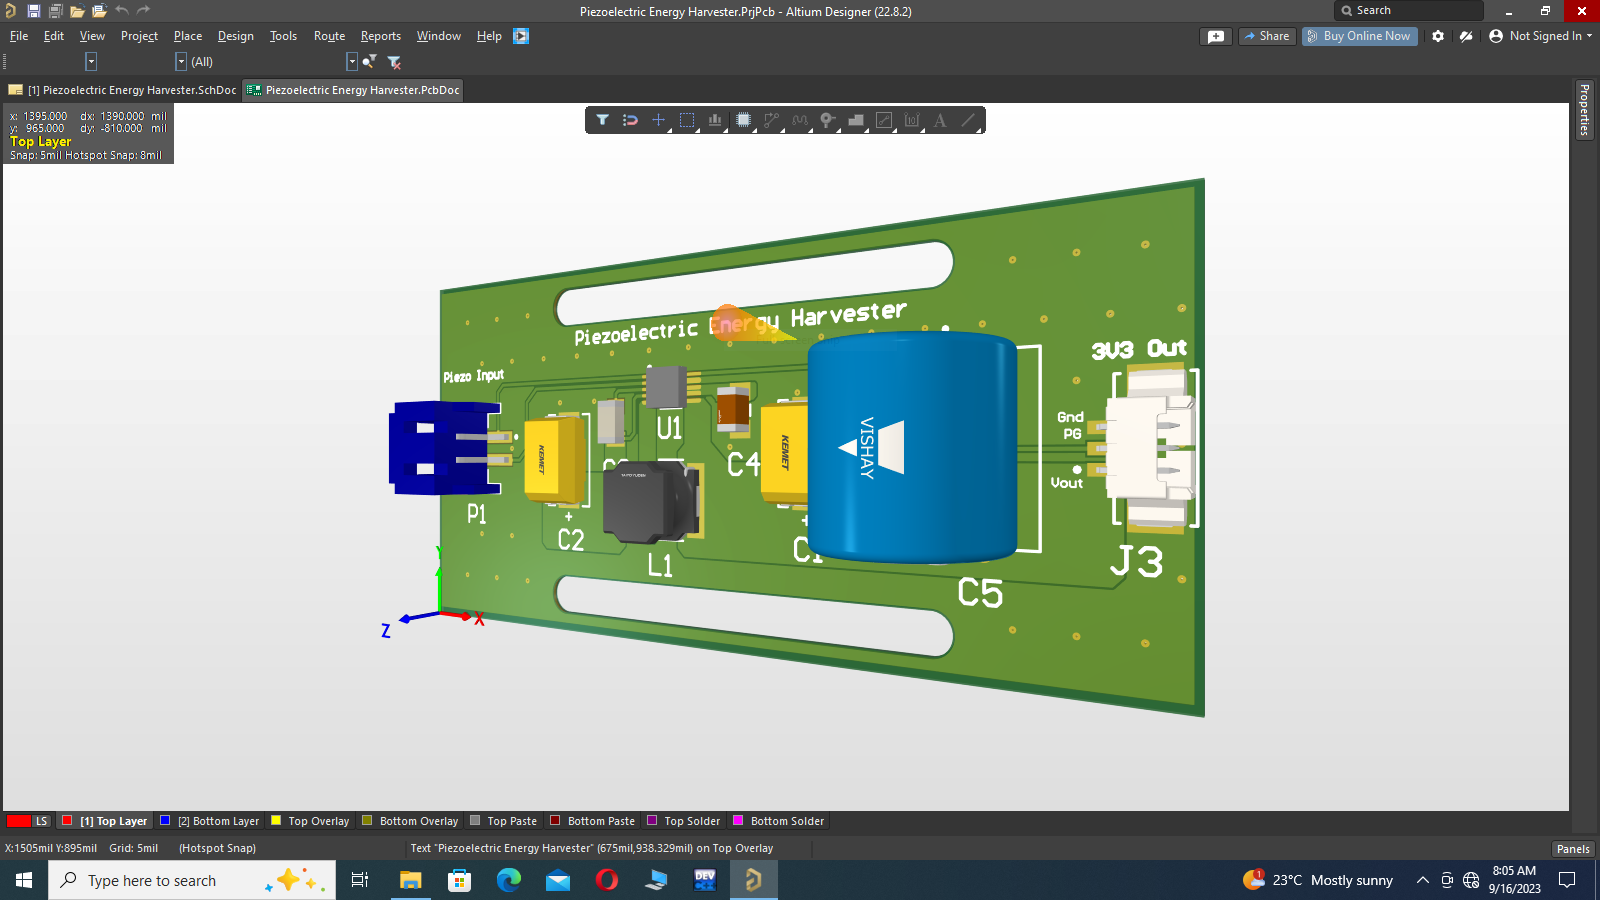 Piezoelectric Energy Harvester.PrjPcb - Altium Designer (22.8.2)
Search
File Edit View Project Place Design Tools Route Reports Window Help
Share
Buy Online Now
Not Signed In
(All)
[1] Piezoelectric Energy Harvester.SchDoc
Piezoelectric Energy Harvester.PcbDoc
Properties
x: 1395.000 dx: 1390.000 mil
y: 965.000 dy: -810.000 mil
Top Layer
Snap: 5mil Hotspot Snap: 8mil
Piezoelectric Energy Harvester
Piezo Input
3V3 Out
Gnd
PG
Vout
U1
C4
KEMET
KEMET
VISHAY
TAIYO YUDEN
P1
+
C2
L1
+
C1
C5
J3
Y
X
Z
LS
[1] Top Layer
[2] Bottom Layer
Top Overlay
Bottom Overlay
Top Paste
Bottom Paste
Top Solder
Bottom Solder
X:1505mil Y:895mil Grid: 5mil (Hotspot Snap)
Text "Piezoelectric Energy Harvester" (675mil,938.329mil) on Top Overlay
Panels
Type here to search
DEV
1
23°C Mostly sunny
8:05 AM
9/16/2023